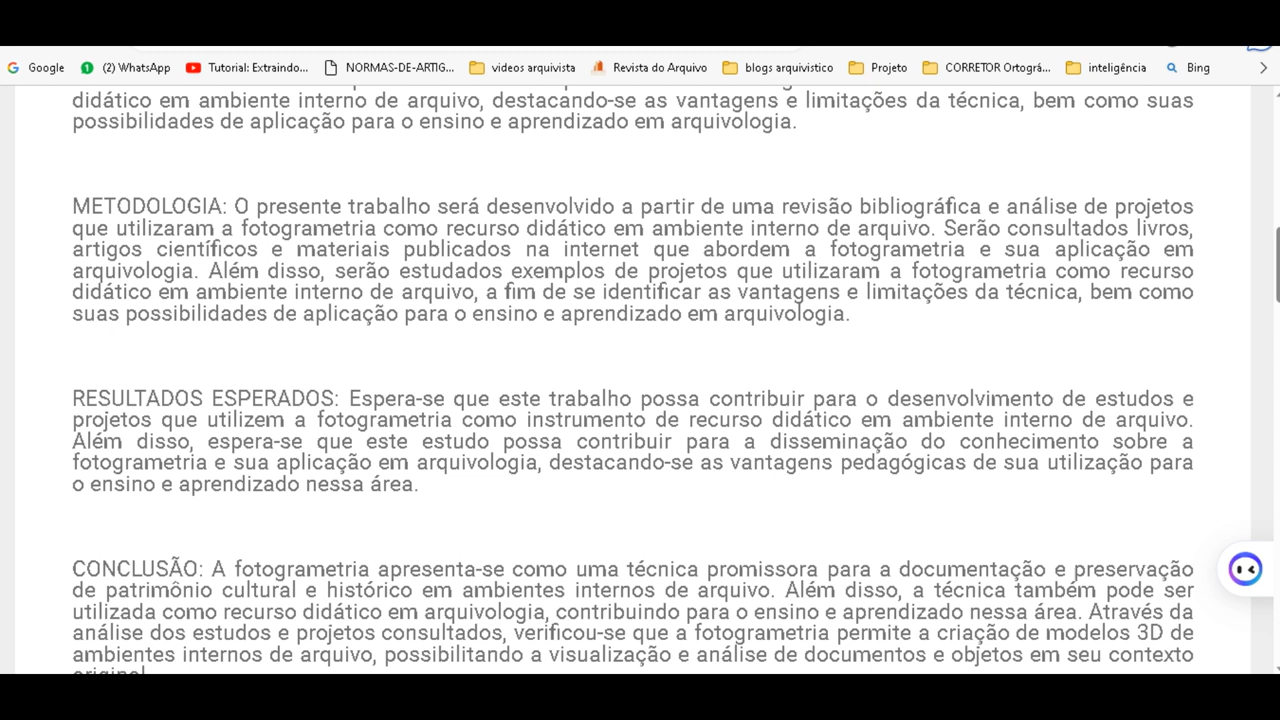 Google (2) WhatsApp Tutorial: Extraindo... NORMAS-DE-ARTIG... videos arquivista Revista do Arquivo blogs arquivistico Projeto CORRETOR Ortográ... inteligência Bing
didático em ambiente interno de arquivo, destacando-se as vantagens e limitações da técnica, bem como suas
possibilidades de aplicação para o ensino e aprendizado em arquivologia.
METODOLOGIA: O presente trabalho será desenvolvido a partir de uma revisão bibliográfica e análise de projetos
que utilizaram a fotogrametria como recurso didático em ambiente interno de arquivo. Serão consultados livros,
artigos científicos e materiais publicados na internet que abordem a fotogrametria e sua aplicação em
arquivologia. Além disso, serão estudados exemplos de projetos que utilizaram a fotogrametria como recurso
didático em ambiente interno de arquivo, a fim de se identificar as vantagens e limitações da técnica, bem como
suas possibilidades de aplicação para o ensino e aprendizado em arquivologia.
RESULTADOS ESPERADOS: Espera-se que este trabalho possa contribuir para o desenvolvimento de estudos e
projetos que utilizem a fotogrametria como instrumento de recurso didático em ambiente interno de arquivo.
Além disso, espera-se que este estudo possa contribuir para a disseminação do conhecimento sobre a
fotogrametria e sua aplicação em arquivologia, destacando-se as vantagens pedagógicas de sua utilização para
o ensino e aprendizado nessa área.
CONCLUSÃO: A fotogrametria apresenta-se como uma técnica promissora para a documentação e preservação
de patrimônio cultural e histórico em ambientes internos de arquivo. Além disso, a técnica também pode ser
utilizada como recurso didático em arquivologia, contribuindo para o ensino e aprendizado nessa área. Através da
análise dos estudos e projetos consultados, verificou-se que a fotogrametria permite a criação de modelos 3D de
ambientes internos de arquivo, possibilitando a visualização e análise de documentos e objetos em seu contexto